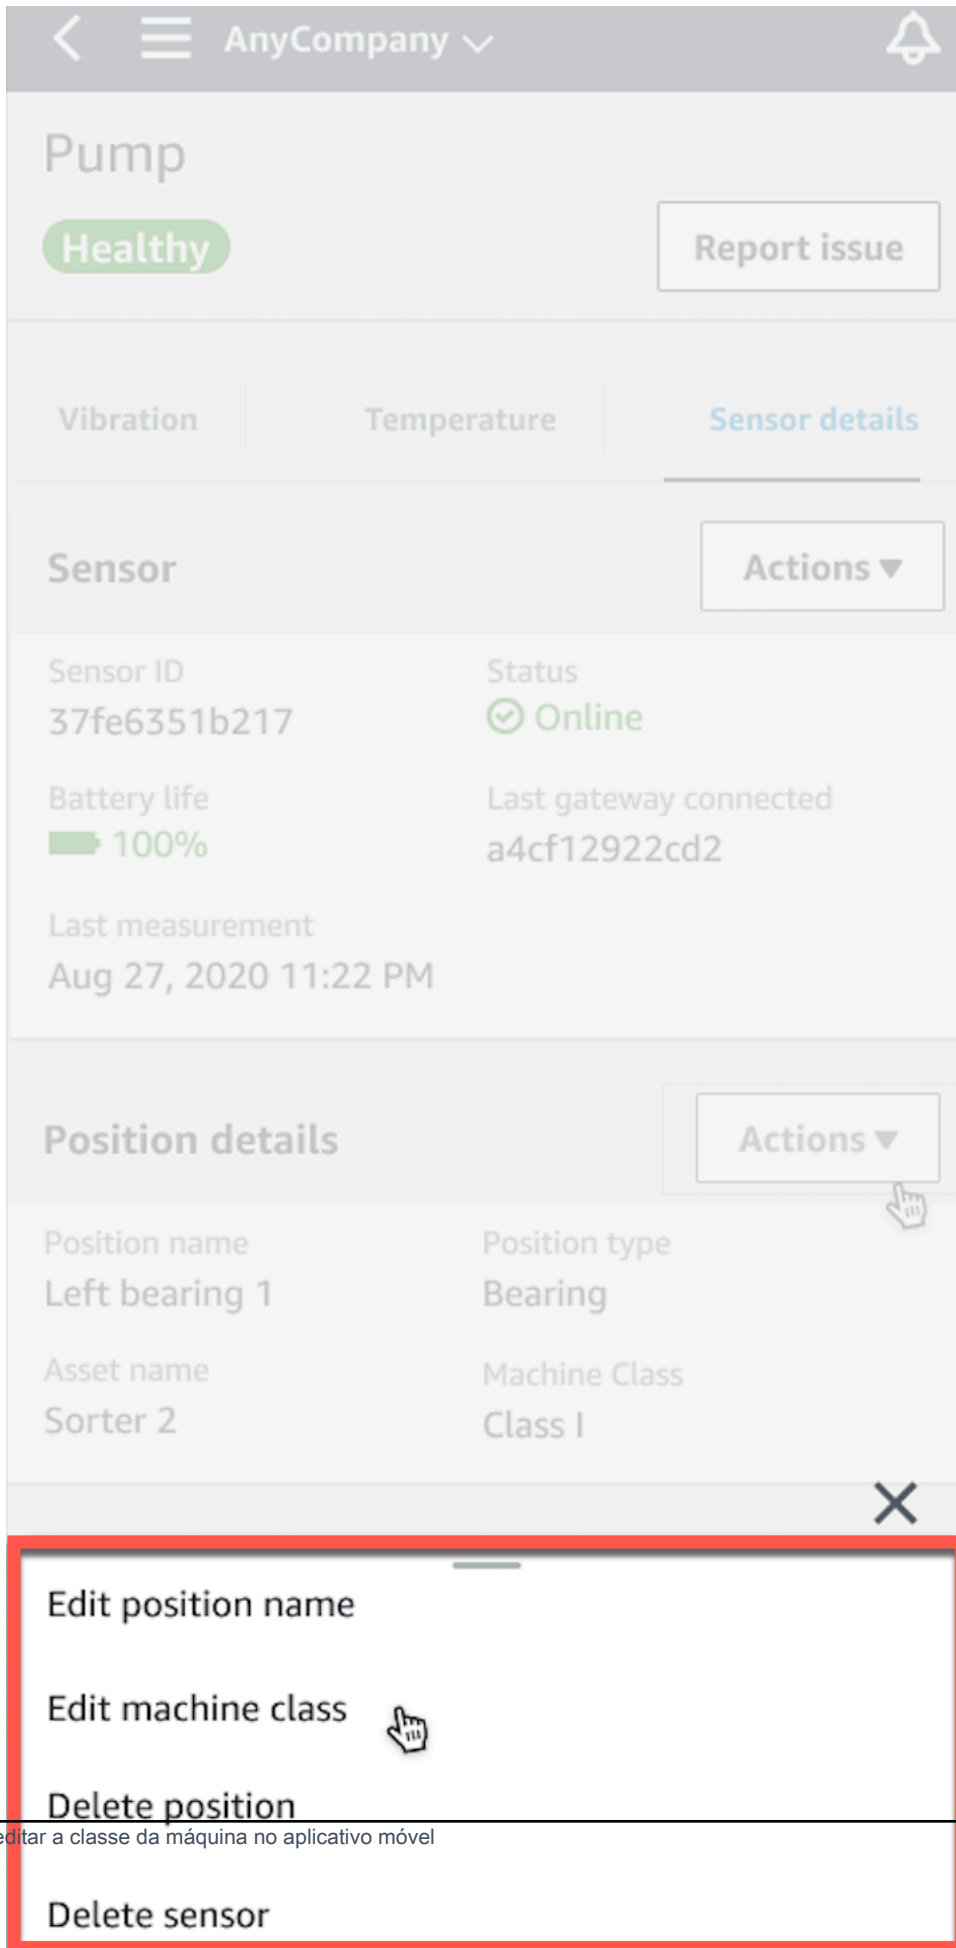 AnyCompany
Pump
Healthy
Report issue
Vibration Temperature Sensor details
Sensor
Actions
Sensor ID Status
37fe6351b217 Online
Battery life Last gateway connected
100% a4cf12922cd2
Last measurement
Aug 27, 2020 11:22 PM
Position details
Actions
Position name Position type
Left bearing 1 Bearing
Asset name Machine Class
Sorter 2 Class I
Edit position name
Edit machine class
Delete position
editar a classe da máquina no aplicativo móvel
Delete sensor